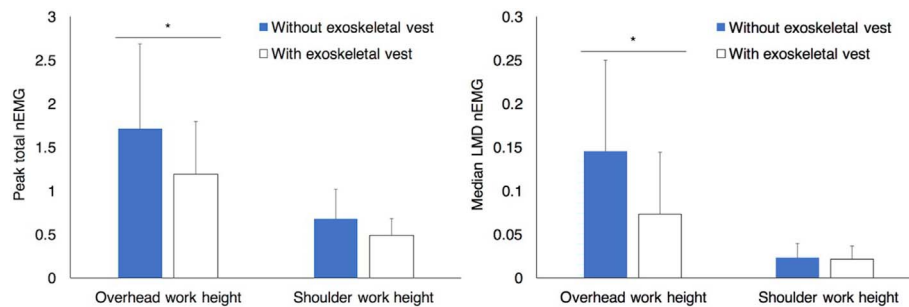 *
Without exoskeletal vest
With exoskeletal vest
Peak total nEMG
3
2.5
2
1.5
1
0.5
0
Overhead work height
Shoulder work height
*
Without exoskeletal vest
With exoskeletal vest
Median LMD nEMG
0.3
0.25
0.2
0.15
0.1
0.05
0
Overhead work height
Shoulder work height